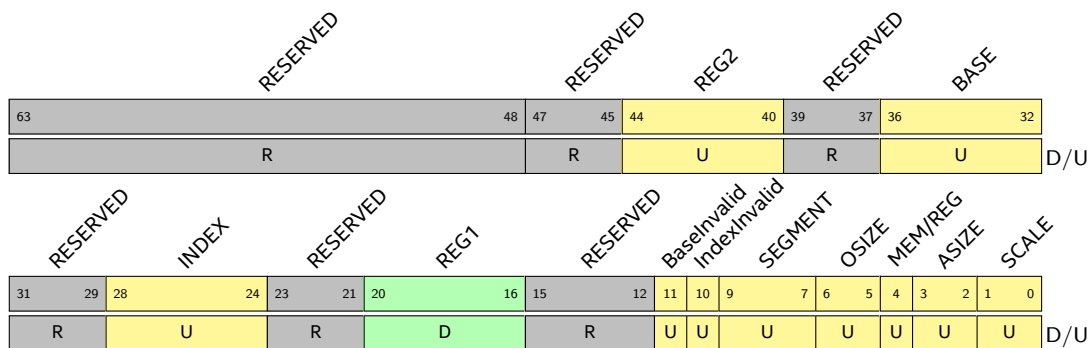 RESERVED RESERVED REG2 RESERVED BASE
63 48 47 45 44 40 39 37 36 32
R R U R U D/U
RESERVED INDEX RESERVED REG1 RESERVED BaseInvalid IndexInvalid SEGMENT OSIZE MEM/REG ASIZE SCALE
31 29 28 24 23 21 20 16 15 12 11 10 9 7 6 5 4 3 2 1 0
R U R D R U U U U U U U D/U